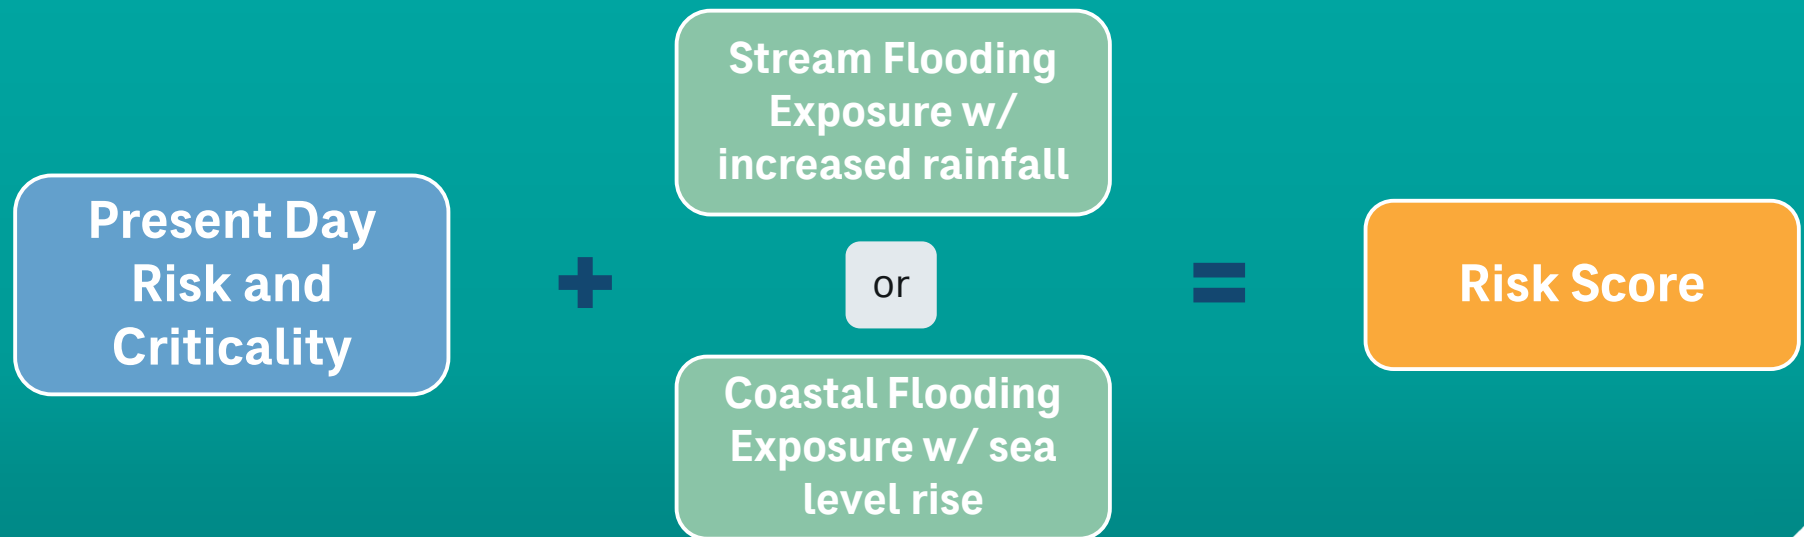 Present Day
Risk and
Criticality
+
Stream Flooding
Exposure w/
increased rainfall
or
Coastal Flooding
Exposure w/ sea
level rise
=
Risk Score